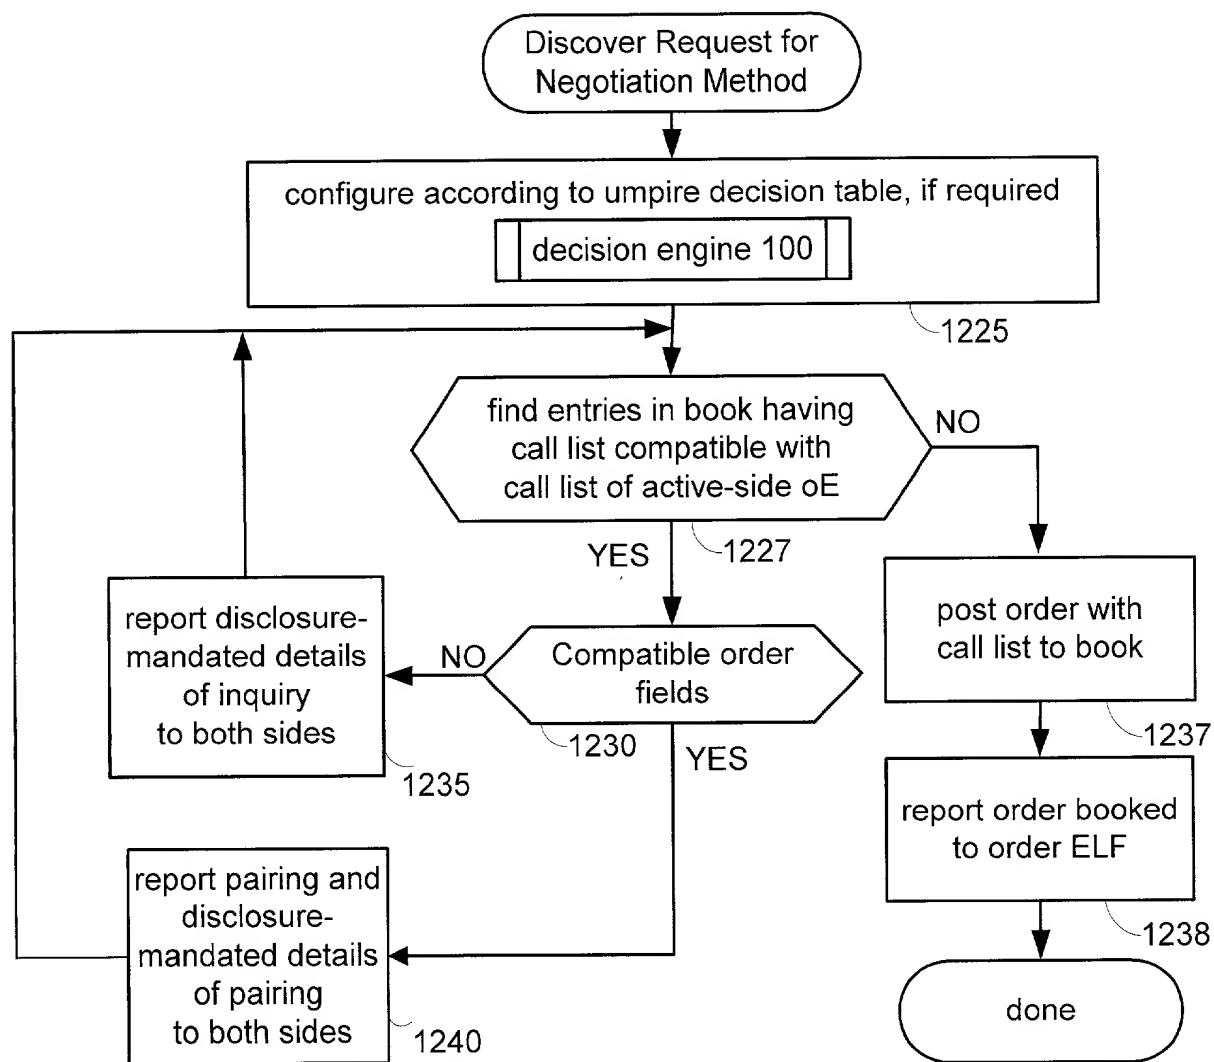 Discover Request for
Negotiation Method
configure according to umpire decision table, if required
decision engine 100
1225
find entries in book having
call list compatible with
call list of active-side oE
NO
1227
YES
post order with
call list to book
1237
report disclosure-
mandated details
of inquiry
to both sides
1235
NO
Compatible order
fields
1230
YES
report order booked
to order ELF
1238
report pairing and
disclosure-
mandated details
of pairing
to both sides
1240
done